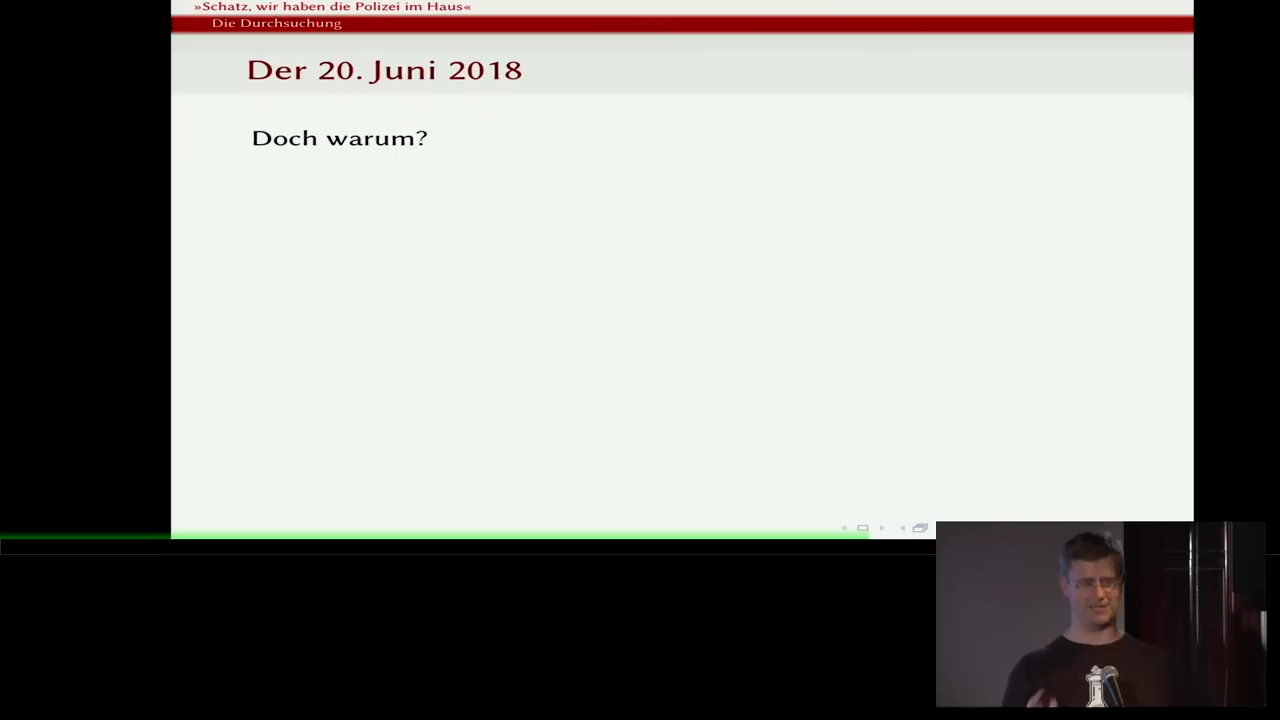 »Schatz, wir haben die Polizei im Haus«
Die Durchsuchung
Der 20. Juni 2018
Doch warum?